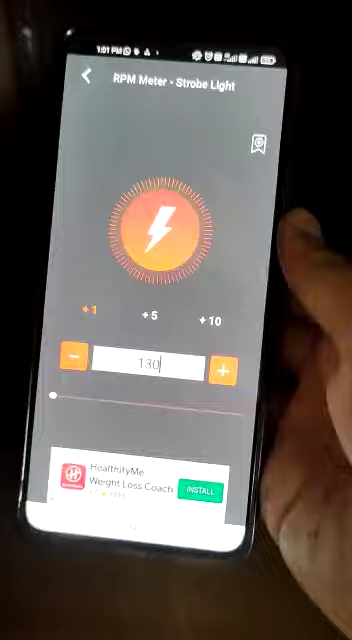 1:01 PM
RPM Meter - Strobe Light
+1 +5 +10
− 130 +
HealthifyMe
Weight Loss Coach
INSTALL